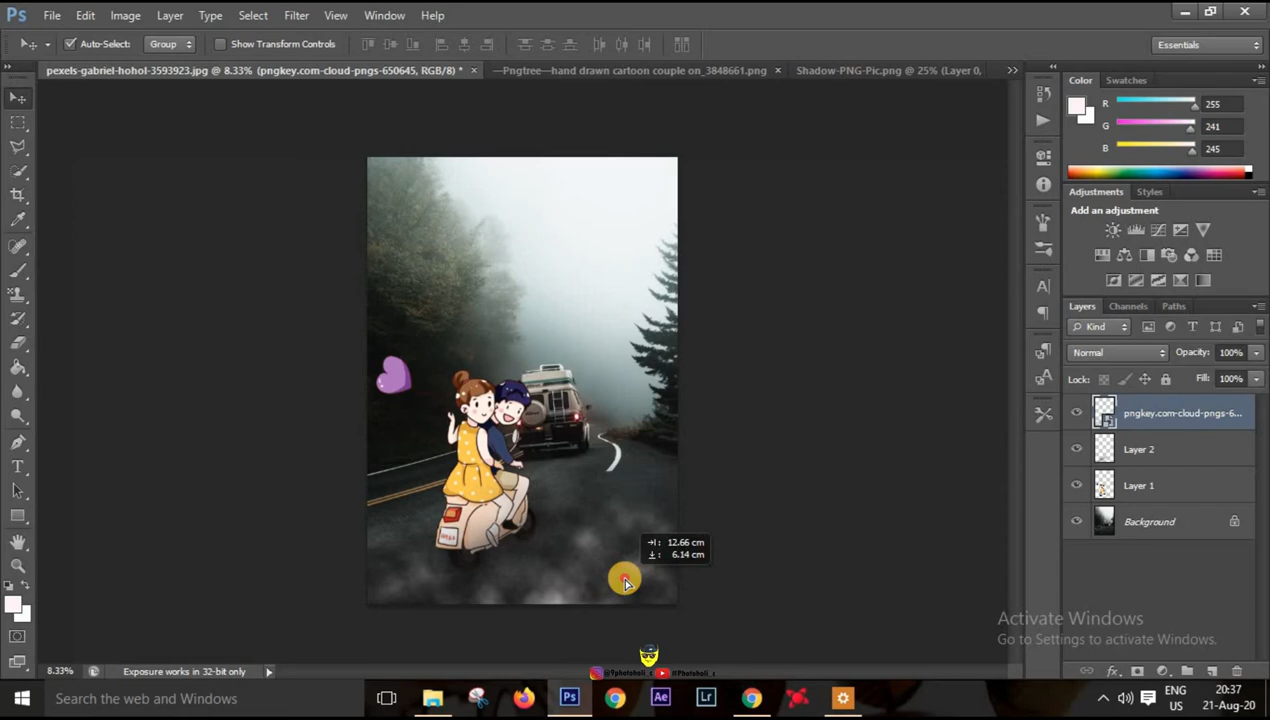 Ps File Edit Image Layer Type Select Filter View Window Help
Auto-Select: Group Show Transform Controls Essentials
pexels-gabriel-hohol-3593923.jpg @ 8.33% (pngkey.com-cloud-pngs-650645, RGB/8) * × —Pngtree—hand drawn cartoon couple on_3848661.png × Shadow-PNG-Pic.png @ 25% (Layer 0,
Color Swatches
R 255
G 241
B 245
Adjustments Styles
Add an adjustment
Layers Channels Paths
Kind
Normal Opacity: 100%
Lock: Fill: 100%
pngkey.com-cloud-pngs-6...
Layer 2
Layer 1
Background
12.66 cm
6.14 cm
Activate Windows
Go to Settings to activate Windows.
8.33% Exposure works in 32-bit only
Search the web and Windows
Ps Ae Lr
ENG
US
20:37
21-Aug-20